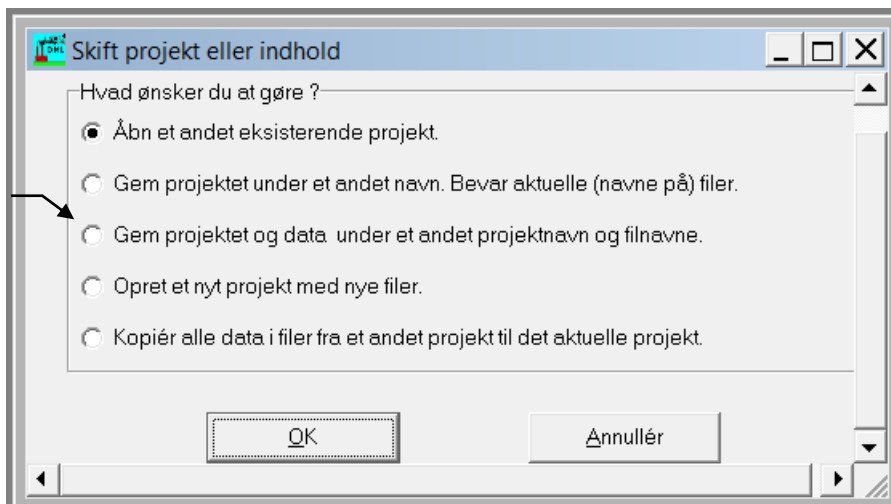 Skift projekt eller indhold
Hvad ønsker du at gøre ?
Åbn et andet eksisterende projekt.
Gem projektet under et andet navn. Bevar aktuelle (navne på) filer.
Gem projektet og data under et andet projektnavn og filnavne.
Opret et nyt projekt med nye filer.
Kopiér alle data i filer fra et andet projekt til det aktuelle projekt.
OK
Annullér